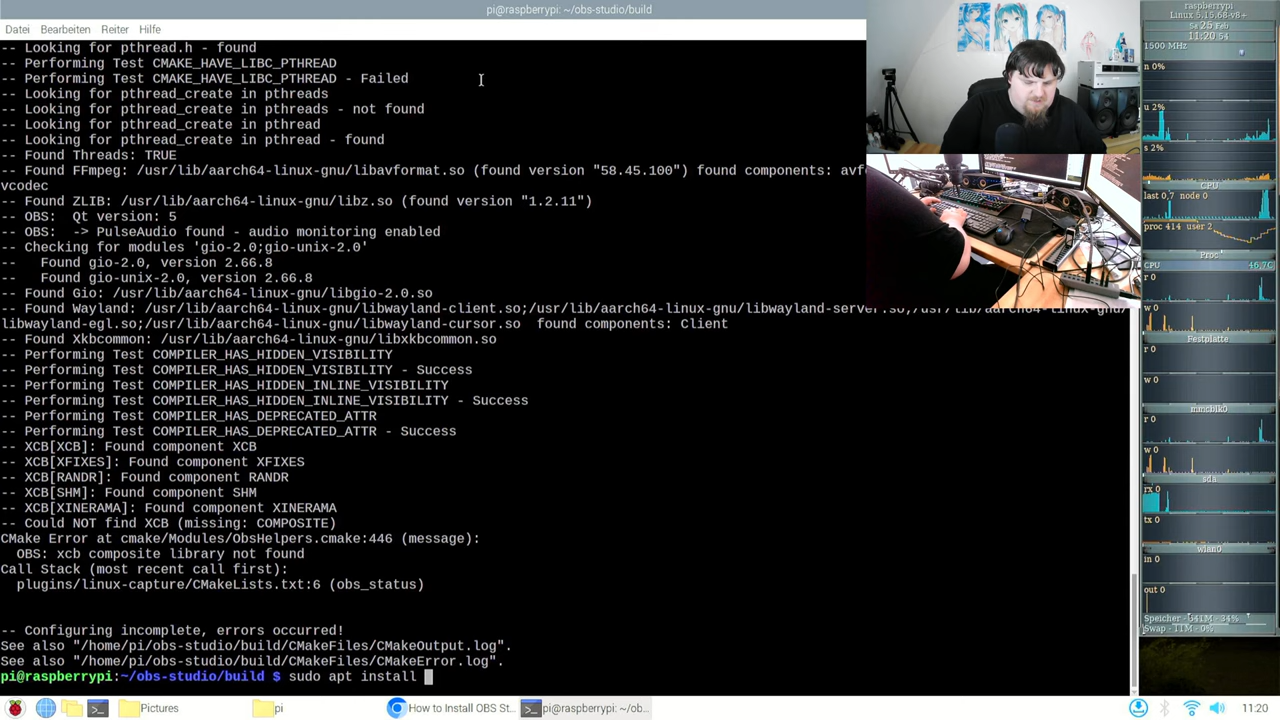 pi@raspberrypi: ~/obs-studio/build
Datei Bearbeiten Reiter Hilfe
-- Looking for pthread.h - found
-- Performing Test CMAKE_HAVE_LIBC_PTHREAD
-- Performing Test CMAKE_HAVE_LIBC_PTHREAD - Failed
-- Looking for pthread_create in pthreads
-- Looking for pthread_create in pthreads - not found
-- Looking for pthread_create in pthread
-- Looking for pthread_create in pthread - found
-- Found Threads: TRUE
-- Found FFmpeg: /usr/lib/aarch64-linux-gnu/libavformat.so (found version "58.45.100") found components: avf
vcodec
-- Found ZLIB: /usr/lib/aarch64-linux-gnu/libz.so (found version "1.2.11")
-- OBS: Qt version: 5
-- OBS:  -> PulseAudio found - audio monitoring enabled
-- Checking for modules 'gio-2.0;gio-unix-2.0'
--   Found gio-2.0, version 2.66.8
--   Found gio-unix-2.0, version 2.66.8
-- Found Gio: /usr/lib/aarch64-linux-gnu/libgio-2.0.so
-- Found Wayland: /usr/lib/aarch64-linux-gnu/libwayland-client.so;/usr/lib/aarch64-linux-gnu/libwayland-server.so;/usr/lib/aarch64-linux-gnu/
libwayland-egl.so;/usr/lib/aarch64-linux-gnu/libwayland-cursor.so  found components: Client
-- Found Xkbcommon: /usr/lib/aarch64-linux-gnu/libxkbcommon.so
-- Performing Test COMPILER_HAS_HIDDEN_VISIBILITY
-- Performing Test COMPILER_HAS_HIDDEN_VISIBILITY - Success
-- Performing Test COMPILER_HAS_HIDDEN_INLINE_VISIBILITY
-- Performing Test COMPILER_HAS_HIDDEN_INLINE_VISIBILITY - Success
-- Performing Test COMPILER_HAS_DEPRECATED_ATTR
-- Performing Test COMPILER_HAS_DEPRECATED_ATTR - Success
-- XCB[XCB]: Found component XCB
-- XCB[XFIXES]: Found component XFIXES
-- XCB[RANDR]: Found component RANDR
-- XCB[SHM]: Found component SHM
-- XCB[XINERAMA]: Found component XINERAMA
-- Could NOT find XCB (missing: COMPOSITE)
CMake Error at cmake/Modules/ObsHelpers.cmake:446 (message):
  OBS: xcb composite library not found
Call Stack (most recent call first):
  plugins/linux-capture/CMakeLists.txt:6 (obs_status)
-- Configuring incomplete, errors occurred!
See also "/home/pi/obs-studio/build/CMakeFiles/CMakeOutput.log".
See also "/home/pi/obs-studio/build/CMakeFiles/CMakeError.log".
pi@raspberrypi:~/obs-studio/build $ sudo apt install
raspberrypi
Linux 5.15.68-v8+
Sa 25 Feb
11:20 54
1500 MHz
n 0%
u 2%
s 2%
CPU
last 0,7 node 0
proc 414 user 2
Proc
CPU 46.7C
r 0
w 0
Festplatte
r 0
w 0
mmcblk0
r 0
w 0
sda
rx 0
tx 0
wlan0
in 0
out 0
Speicher - 541M - 34%
Swap - 11M - 0%
Pictures
pi
How to Install OBS St...
pi@raspberrypi: ~/ob...
11:20